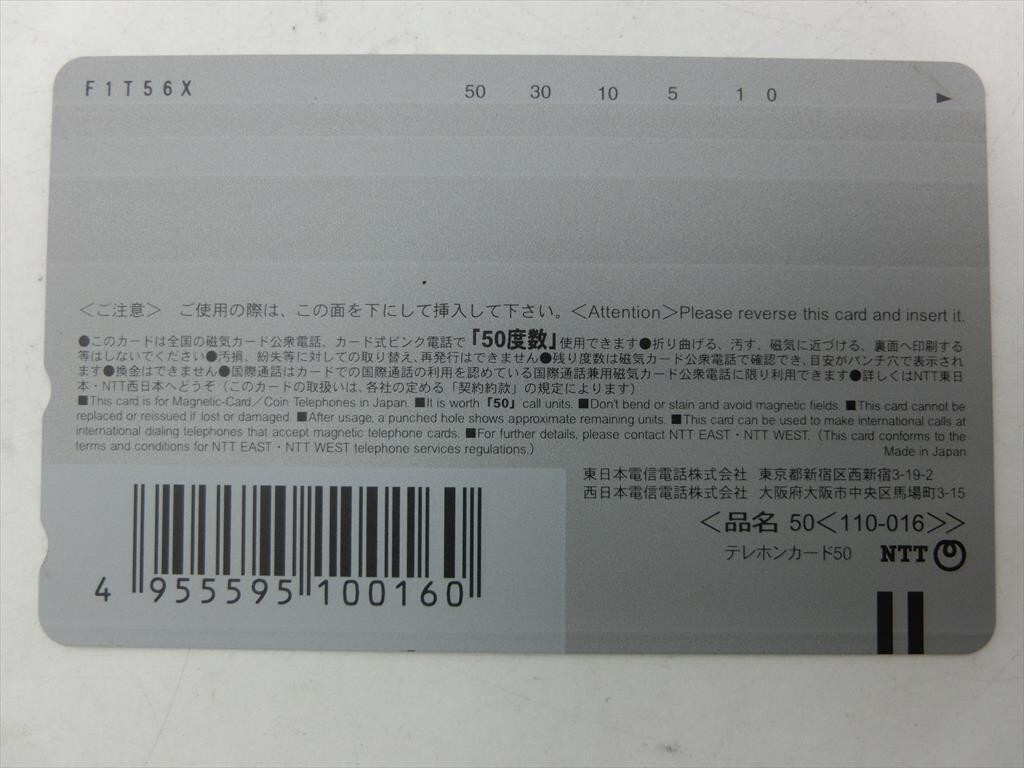 F1T56X
50 30 10 5 1 0
＜ご注意＞ ご使用の際は、この面を下にして挿入して下さい。＜Attention＞Please reverse this card and insert it.
●このカードは全国の磁気カード公衆電話、カード式ピンク電話で「50度数」使用できます●折り曲げる、汚す、磁気に近づける、裏面へ印刷する
等はしないでください●汚損、紛失等に対しての取り替え、再発行はできません●残り度数は磁気カード公衆電話で確認でき、目安がパンチ穴で表示され
ます●換金はできません●国際通話はカードでの国際通話の利用を認めている国際通話兼用磁気カード公衆電話に限り利用できます●詳しくはNTT東日
本・NTT西日本へどうぞ（このカードの取扱いは、各社の定める「契約約款」の規定によります）
■This card is for Magnetic-Card／Coin Telephones in Japan. ■It is worth「50」call units. ■Don't bend or stain and avoid magnetic fields. ■This card cannot be
replaced or reissued if lost or damaged. ■After usage, a punched hole shows approximate remaining units. ■This card can be used to make international calls at
international dialing telephones that accept magnetic telephone cards. ■For further details, please contact NTT EAST・NTT WEST.（This card conforms to the
terms and conditions for NTT EAST・NTT WEST telephone services regulations.）
Made in Japan
東日本電信電話株式会社 東京都新宿区西新宿3-19-2
西日本電信電話株式会社 大阪府大阪市中央区馬場町3-15
＜品名 50＜110-016＞＞
テレホンカード50 NTT
4 955595 100160